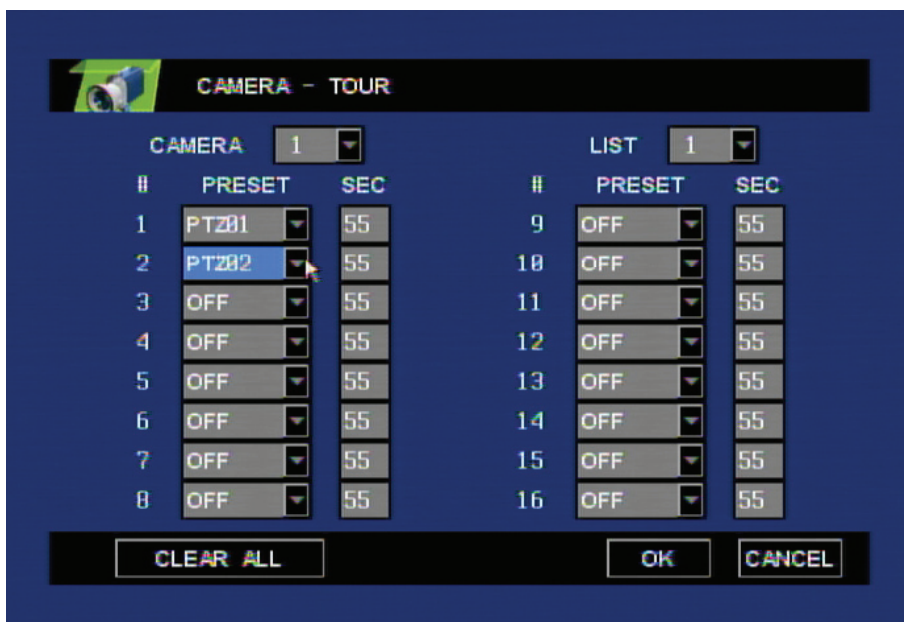 CAMERA - TOUR
CAMERA 1 LIST 1
# PRESET SEC # PRESET SEC
1 PTZ01 55 9 OFF 55
2 PTZ02 55 10 OFF 55
3 OFF 55 11 OFF 55
4 OFF 55 12 OFF 55
5 OFF 55 13 OFF 55
6 OFF 55 14 OFF 55
7 OFF 55 15 OFF 55
8 OFF 55 16 OFF 55
CLEAR ALL OK CANCEL